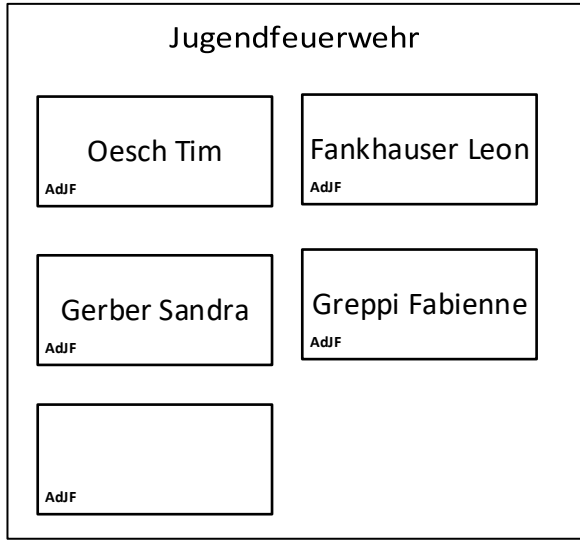 Jugendfeuerwehr
Oesch Tim
AdJF
Fankhauser Leon
AdJF
Gerber Sandra
AdJF
Greppi Fabienne
AdJF
AdJF